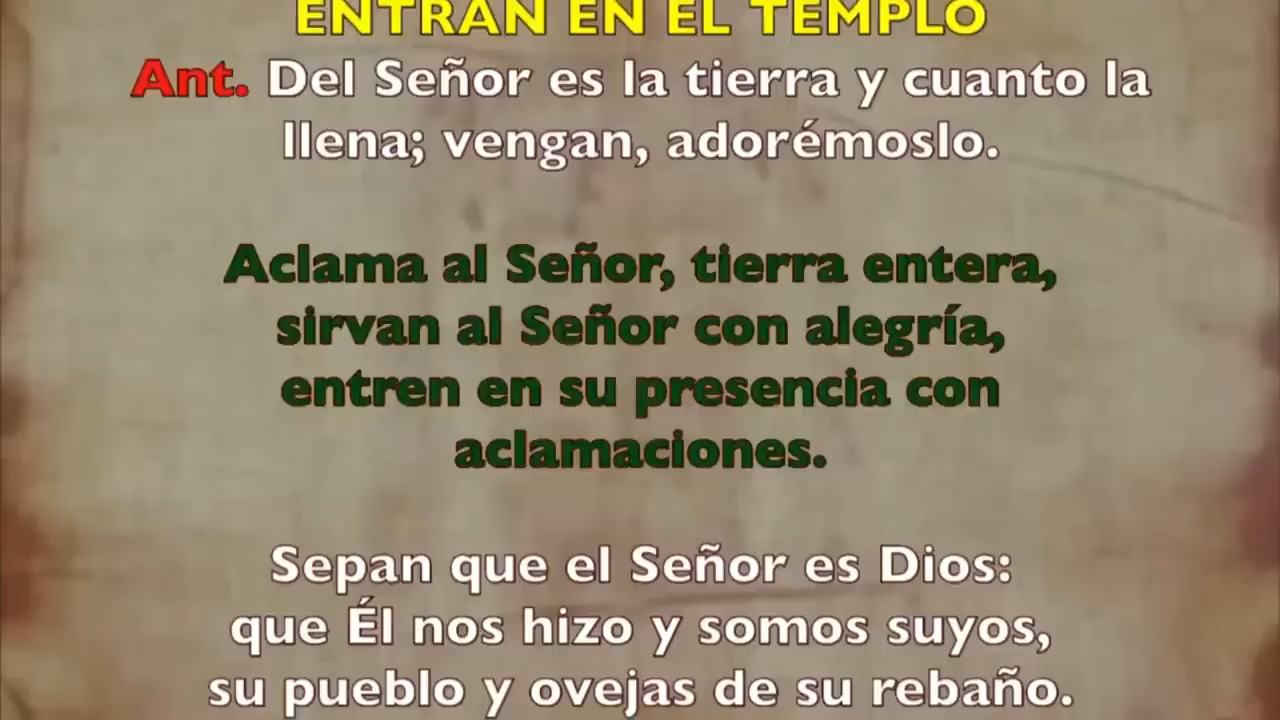 ENTRAN EN EL TEMPLO
Ant. Del Señor es la tierra y cuanto la
llena; vengan, adorémoslo.
Aclama al Señor, tierra entera,
sirvan al Señor con alegría,
entren en su presencia con
aclamaciones.
Sepan que el Señor es Dios:
que Él nos hizo y somos suyos,
su pueblo y ovejas de su rebaño.